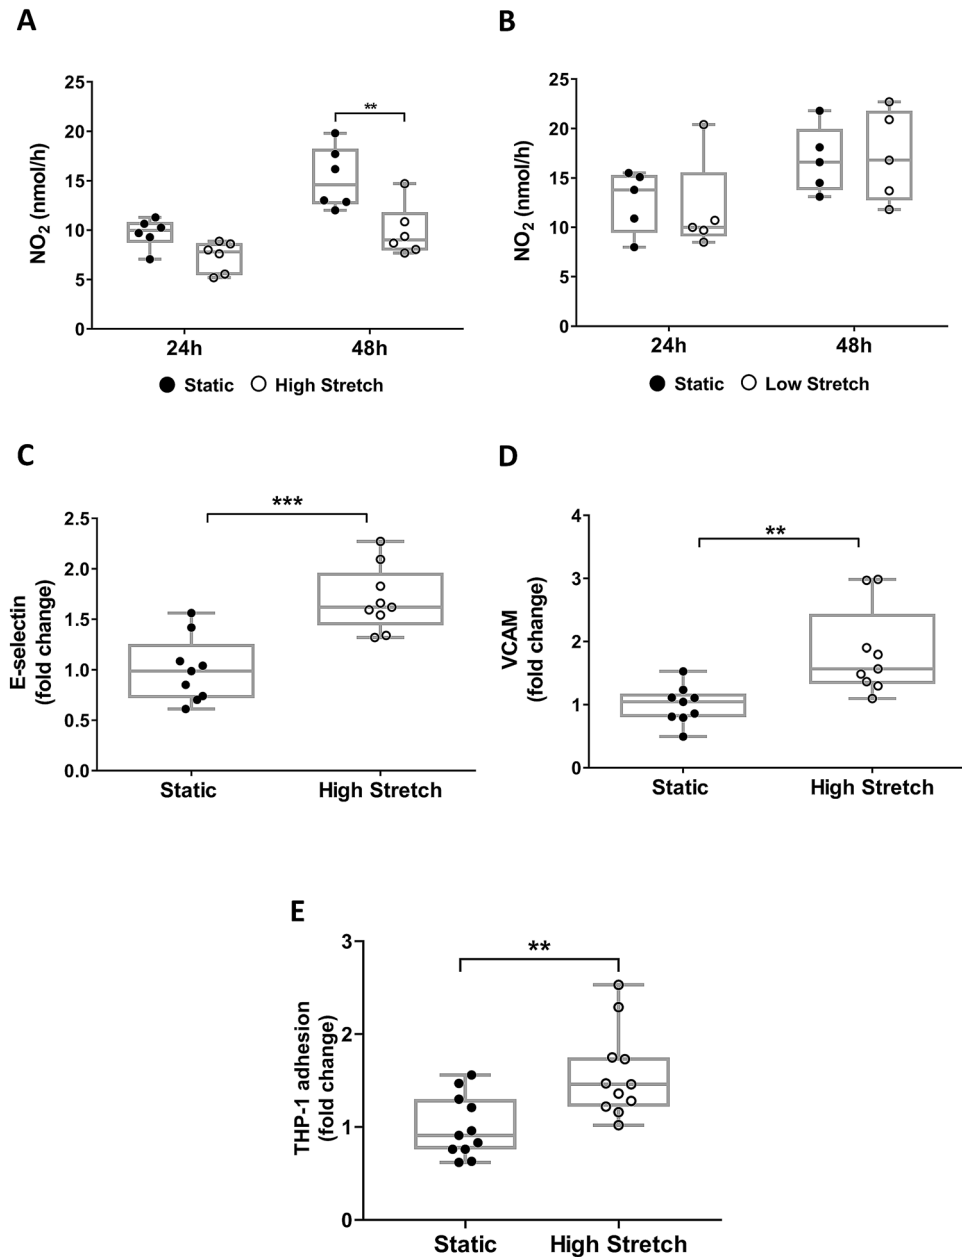 A
NO₂ (nmol/h)
25
20
15
10
5
0
**
24h
48h
Static
High Stretch
B
NO₂ (nmol/h)
25
20
15
10
5
0
24h
48h
Static
Low Stretch
C
E-selectin
(fold change)
2.5
2.0
1.5
1.0
0.5
0.0
***
Static
High Stretch
D
VCAM
(fold change)
4
3
2
1
0
**
Static
High Stretch
E
THP-1 adhesion
(fold change)
3
2
1
0
**
Static
High Stretch